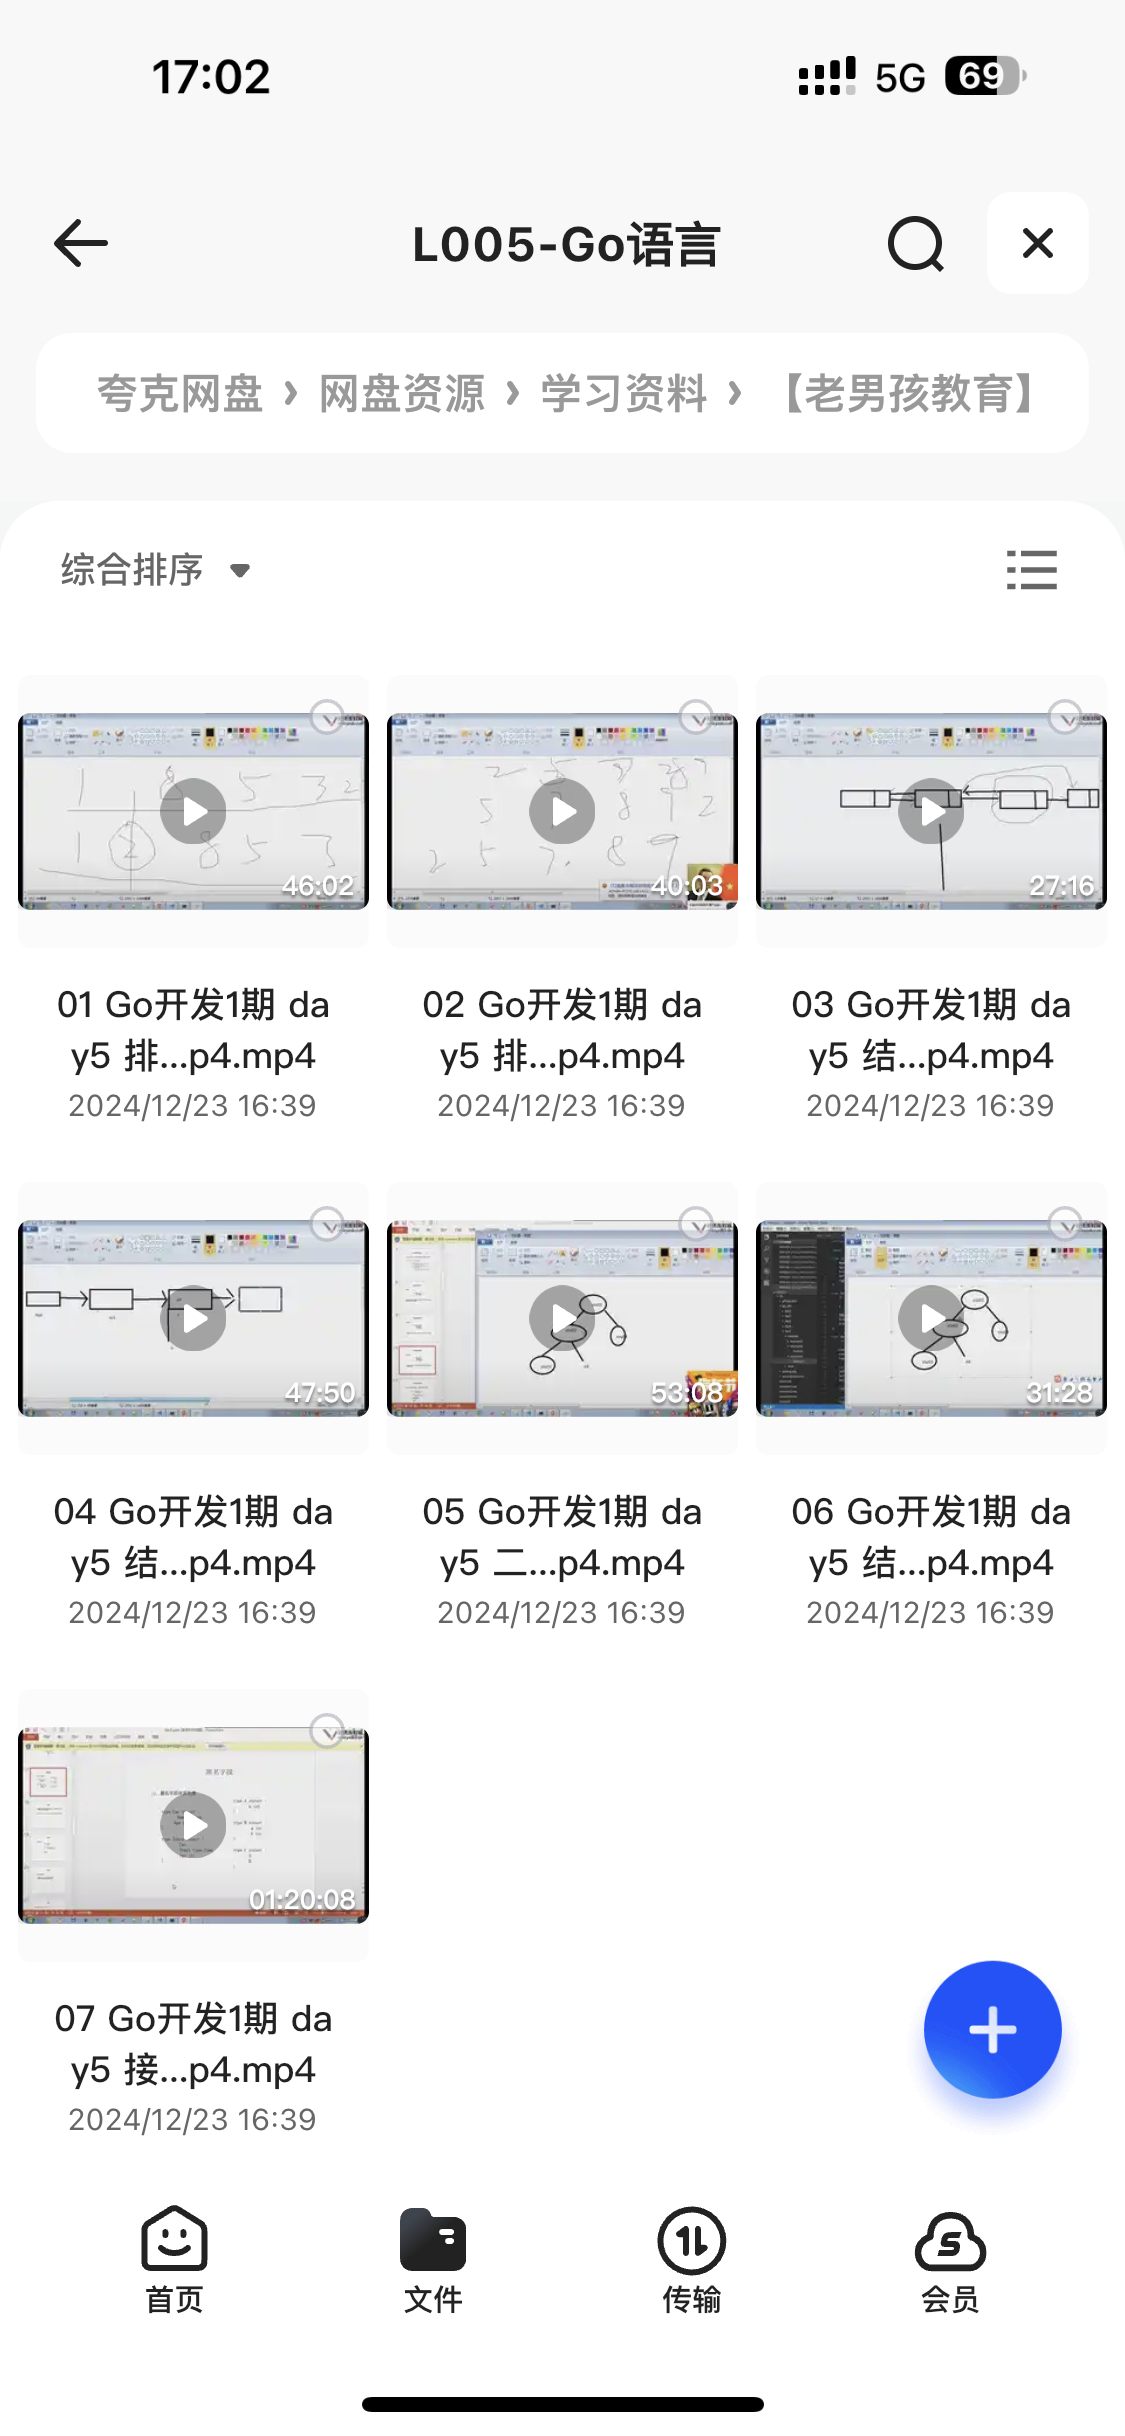 17:02
5G 69
L005-Go语言
夸克网盘 › 网盘资源 › 学习资料 › 【老男孩教育】
综合排序
46:02
40:03
27:16
01 Go开发1期 da
y5 排...p4.mp4
2024/12/23 16:39
02 Go开发1期 da
y5 排...p4.mp4
2024/12/23 16:39
03 Go开发1期 da
y5 结...p4.mp4
2024/12/23 16:39
47:50
53:08
31:28
04 Go开发1期 da
y5 结...p4.mp4
2024/12/23 16:39
05 Go开发1期 da
y5 二...p4.mp4
2024/12/23 16:39
06 Go开发1期 da
y5 结...p4.mp4
2024/12/23 16:39
01:20:08
07 Go开发1期 da
y5 接...p4.mp4
2024/12/23 16:39
首页
文件
传输
会员